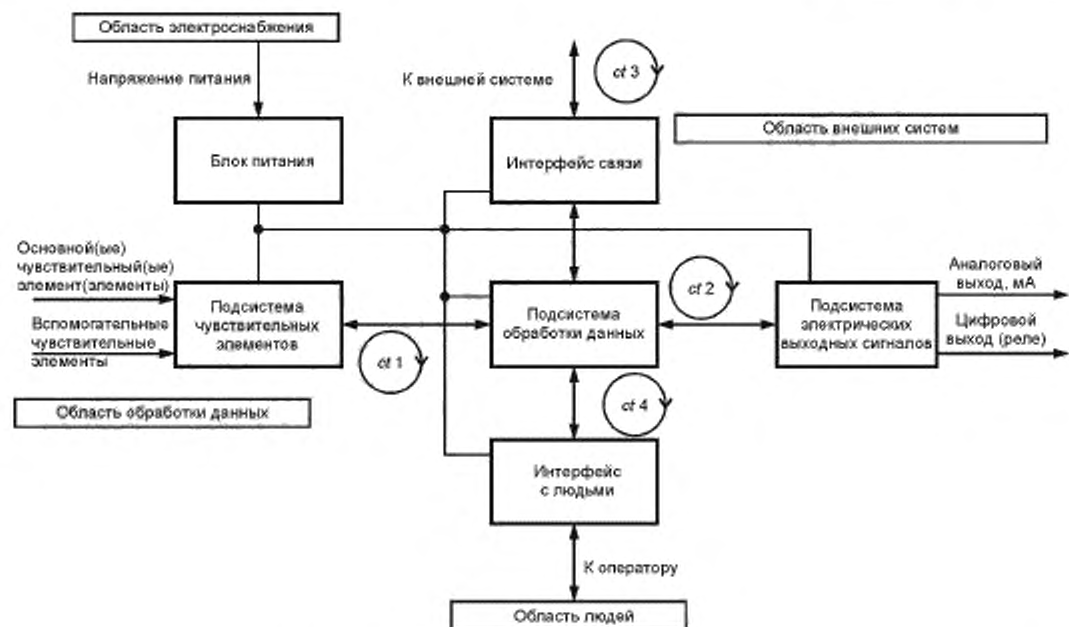 Область электроснабжения
Напряжение питания
К внешней системе
ct 3
Область внешних систем
Блок питания
Интерфейс связи
Основной(ые)
чувствительный(ые)
элемент(элементы)
Вспомогательные
чувствительные
элементы
Подсистема
чувствительных
элементов
ct 1
Подсистема
обработки данных
ct 2
Подсистема
электрических
выходных сигналов
Аналоговый
выход, мА
Цифровой
выход (реле)
Область обработки данных
ct 4
Интерфейс
с людьми
К оператору
Область людей